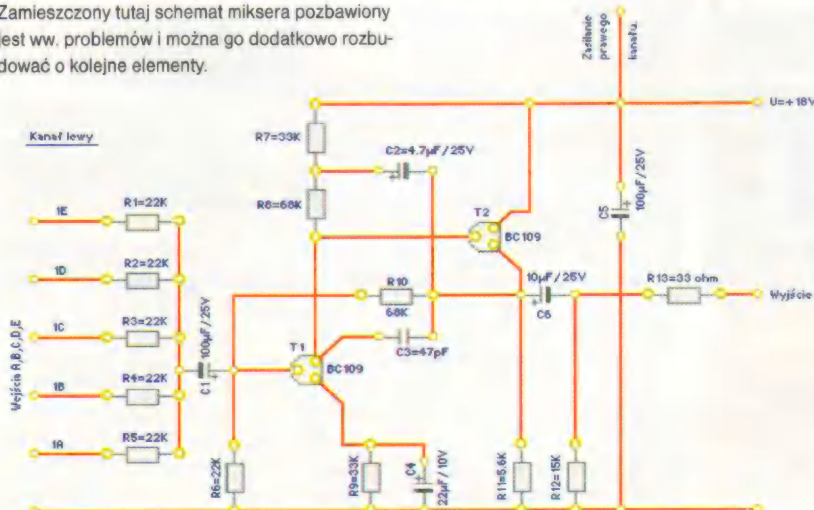 Zamieszczony tutaj schemat miksera pozbawiony
jest ww. problemów i można go dodatkowo rozbu-
dować o kolejne elementy.
Zasilanie
prawego
kanału.
U=+18V
Kanał lewy
R7=33K
C2=4.7µF/25V
R8=68K
T2
BC109
C5
100µF/25V
1E
R1=22K
1D
R2=22K
1C
R3=22K
1B
R4=22K
1A
R5=22K
Wejścia A,B,C,D,E
C1
100µF/25V
R10
68K
C3=47pF
10µF/25V
C6
R13=33 ohm
Wyjście
T1
BC109
R6=22K
R9=33K
C4
22µF/10V
R11=5.6K
R12=15K